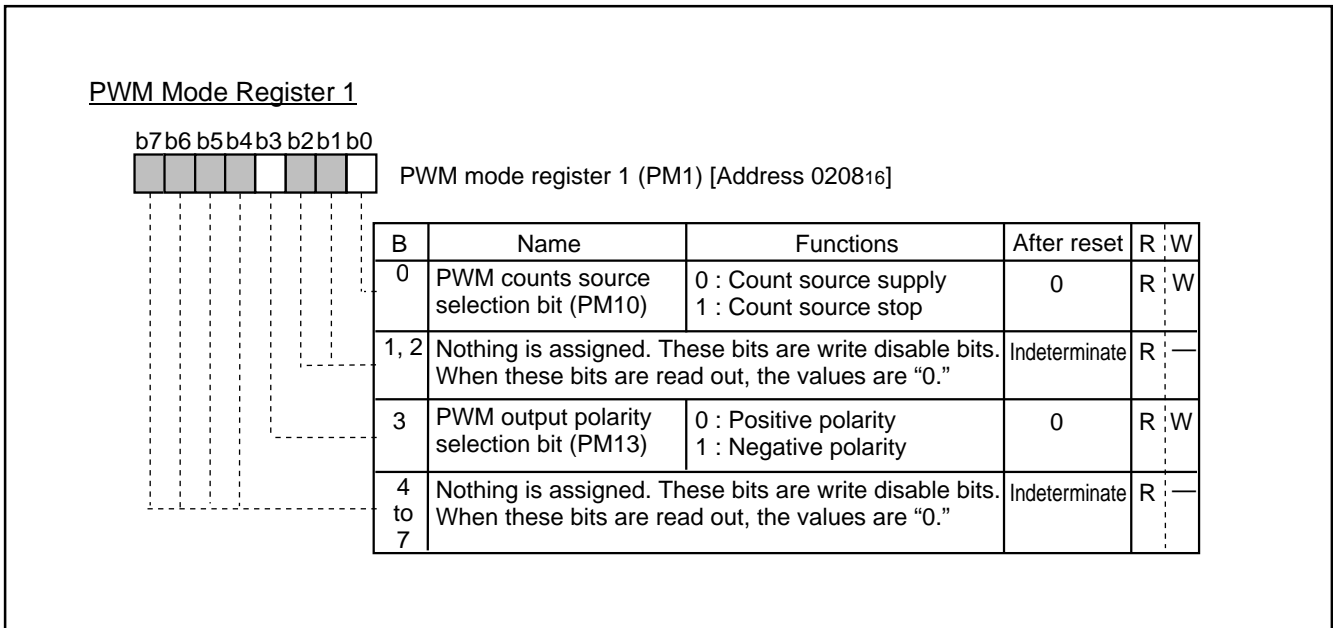 PWM Mode Register 1
b7 b6 b5 b4 b3 b2 b1 b0
PWM mode register 1 (PM1) [Address 020816]
B Name Functions After reset R W
0 PWM counts source selection bit (PM10) 0 : Count source supply 1 : Count source stop 0 R W
1, 2 Nothing is assigned. These bits are write disable bits. When these bits are read out, the values are “0.” Indeterminate R —
3 PWM output polarity selection bit (PM13) 0 : Positive polarity 1 : Negative polarity 0 R W
4 to 7 Nothing is assigned. These bits are write disable bits. When these bits are read out, the values are “0.” Indeterminate R —